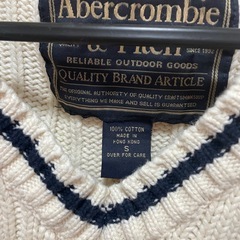 Abercrombie
& Fitch
QUALITY
SINCE 1892
RELIABLE OUTDOOR GOODS
QUALITY BRAND ARTICLE
THE ORIGINAL AUTHORITY OF QUALITY CRAFTSMANSHIP
EVERYTHING WE MAKE AND SELL IS GUARANTEED
100% COTTON
MADE IN
HONG KONG
S
OVER FOR CARE